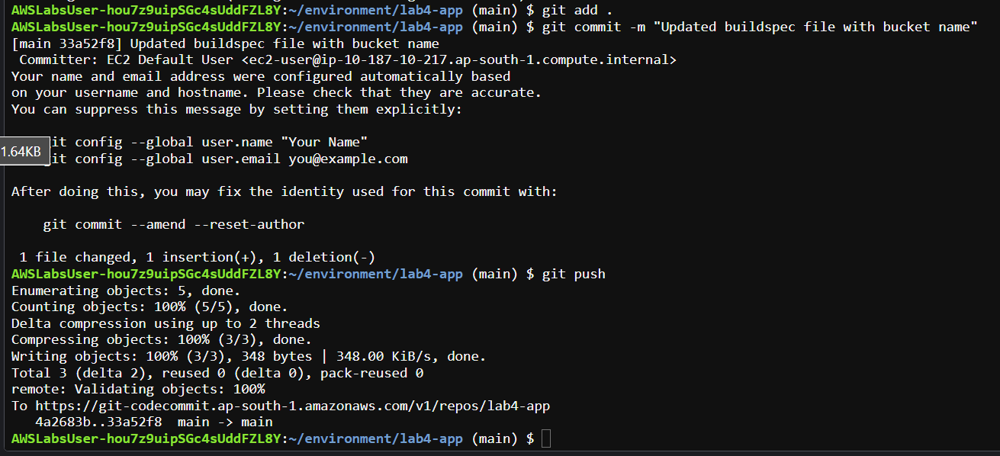 AWSLabsUser-hou7z9uipSGc4sUddFZL8Y:~/environment/lab4-app (main) $ git add .
AWSLabsUser-hou7z9uipSGc4sUddFZL8Y:~/environment/lab4-app (main) $ git commit -m "Updated buildspec file with bucket name"
[main 33a52f8] Updated buildspec file with bucket name
 Committer: EC2 Default User <ec2-user@ip-10-187-10-217.ap-south-1.compute.internal>
Your name and email address were configured automatically based
on your username and hostname. Please check that they are accurate.
You can suppress this message by setting them explicitly:
it config --global user.name "Your Name"
1.64KB
it config --global user.email you@example.com
After doing this, you may fix the identity used for this commit with:
    git commit --amend --reset-author
 1 file changed, 1 insertion(+), 1 deletion(-)
AWSLabsUser-hou7z9uipSGc4sUddFZL8Y:~/environment/lab4-app (main) $ git push
Enumerating objects: 5, done.
Counting objects: 100% (5/5), done.
Delta compression using up to 2 threads
Compressing objects: 100% (3/3), done.
Writing objects: 100% (3/3), 348 bytes | 348.00 KiB/s, done.
Total 3 (delta 2), reused 0 (delta 0), pack-reused 0
remote: Validating objects: 100%
To https://git-codecommit.ap-south-1.amazonaws.com/v1/repos/lab4-app
   4a2683b..33a52f8  main -> main
AWSLabsUser-hou7z9uipSGc4sUddFZL8Y:~/environment/lab4-app (main) $